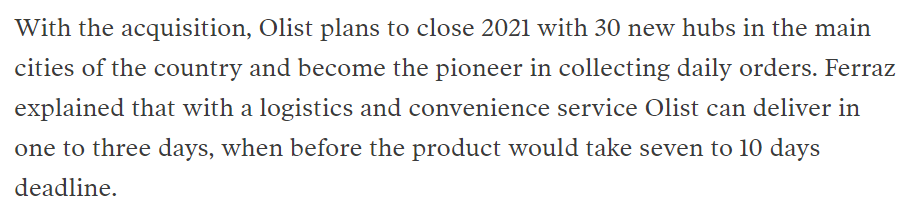 With the acquisition, Olist plans to close 2021 with 30 new hubs in the main
cities of the country and become the pioneer in collecting daily orders. Ferraz
explained that with a logistics and convenience service Olist can deliver in
one to three days, when before the product would take seven to 10 days
deadline.